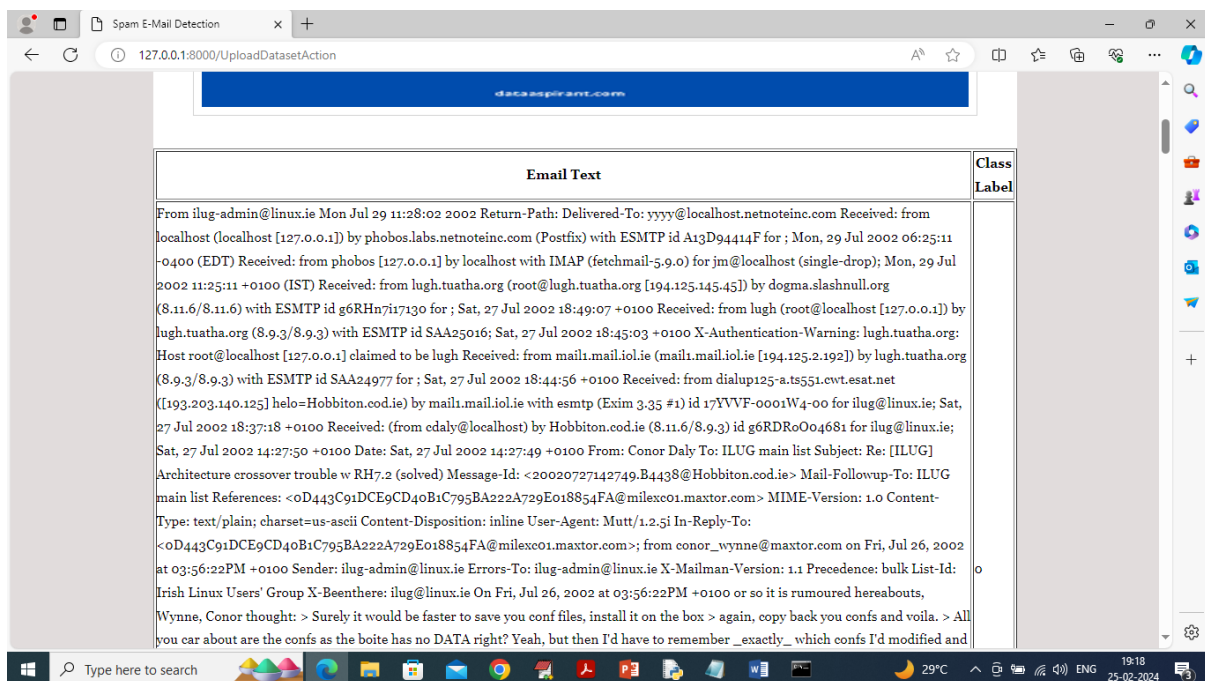 Spam E-Mail Detection
127.0.0.1:8000/UploadDatasetAction
dataaspirant.com
Email Text
Class
Label
From ilug-admin@linux.ie Mon Jul 29 11:28:02 2002 Return-Path: Delivered-To: yyyy@localhost.netnoteinc.com Received: from
localhost (localhost [127.0.0.1]) by phobos.labs.netnoteinc.com (Postfix) with ESMTP id A13D94414F for ; Mon, 29 Jul 2002 06:25:11
-0400 (EDT) Received: from phobos [127.0.0.1] by localhost with IMAP (fetchmail-5.9.0) for jm@localhost (single-drop); Mon, 29 Jul
2002 11:25:11 +0100 (IST) Received: from lugh.tuatha.org (root@lugh.tuatha.org [194.125.145.45]) by dogma.slashnull.org
(8.11.6/8.11.6) with ESMTP id g6RHn7i17130 for ; Sat, 27 Jul 2002 18:49:07 +0100 Received: from lugh (root@localhost [127.0.0.1]) by
lugh.tuatha.org (8.9.3/8.9.3) with ESMTP id SAA25016; Sat, 27 Jul 2002 18:45:03 +0100 X-Authentication-Warning: lugh.tuatha.org:
Host root@localhost [127.0.0.1] claimed to be lugh Received: from mail1.mail.iol.ie (mail1.mail.iol.ie [194.125.2.192]) by lugh.tuatha.org
(8.9.3/8.9.3) with ESMTP id SAA24977 for ; Sat, 27 Jul 2002 18:44:56 +0100 Received: from dialup125-a.ts551.cwt.esat.net
([193.203.140.125] helo=Hobbiton.cod.ie) by mail1.mail.iol.ie with esmtp (Exim 3.35 #1) id 17YVVF-0001W4-00 for ilug@linux.ie; Sat,
27 Jul 2002 18:37:18 +0100 Received: (from cdaly@localhost) by Hobbiton.cod.ie (8.11.6/8.9.3) id g6RDRoO04681 for ilug@linux.ie;
Sat, 27 Jul 2002 14:27:50 +0100 Date: Sat, 27 Jul 2002 14:27:49 +0100 From: Conor Daly To: ILUG main list Subject: Re: [ILUG]
Architecture crossover trouble w RH7.2 (solved) Message-Id: <20020727142749.B4438@Hobbiton.cod.ie> Mail-Followup-To: ILUG
main list References: <0D443C91DCE9CD40B1C795BA222A729E018854FA@milexc01.maxtor.com> MIME-Version: 1.0 Content-
Type: text/plain; charset=us-ascii Content-Disposition: inline User-Agent: Mutt/1.2.5i In-Reply-To:
<0D443C91DCE9CD40B1C795BA222A729E018854FA@milexc01.maxtor.com>; from conor_wynne@maxtor.com on Fri, Jul 26, 2002
at 03:56:22PM +0100 Sender: ilug-admin@linux.ie Errors-To: ilug-admin@linux.ie X-Mailman-Version: 1.1 Precedence: bulk List-Id:
Irish Linux Users' Group X-Beenthere: ilug@linux.ie On Fri, Jul 26, 2002 at 03:56:22PM +0100 or so it is rumoured hereabouts,
Wynne, Conor thought: > Surely it would be faster to save you conf files, install it on the box > again, copy back you confs and voila. > All
you car about are the confs as the boite has no DATA right? Yeah, but then I'd have to remember _exactly_ which confs I'd modified and
0
Type here to search
29°C
ENG
19:18
25-02-2024